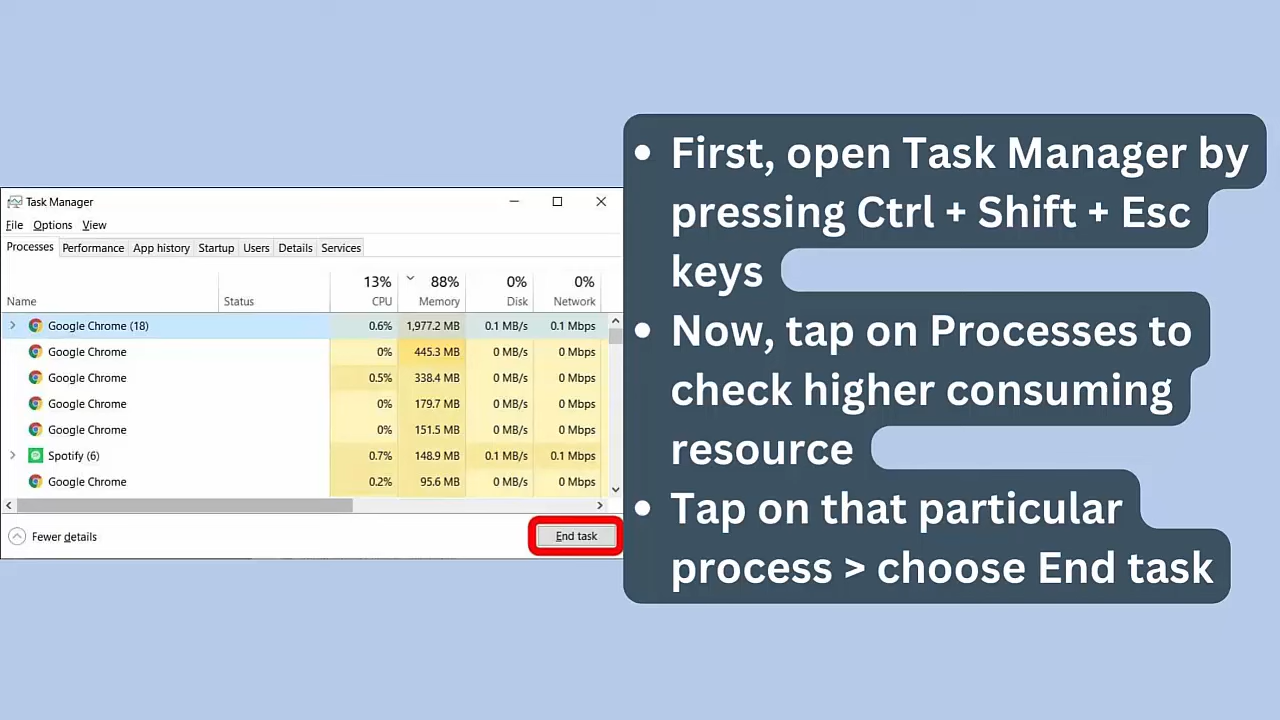 Task Manager
File Options View
Processes Performance App history Startup Users Details Services
13% 88% 0% 0%
Name Status CPU Memory Disk Network
Google Chrome (18) 0.6% 1,977.2 MB 0.1 MB/s 0.1 Mbps
Google Chrome 0% 445.3 MB 0 MB/s 0 Mbps
Google Chrome 0.5% 338.4 MB 0 MB/s 0 Mbps
Google Chrome 0% 179.7 MB 0 MB/s 0 Mbps
Google Chrome 0% 151.5 MB 0 MB/s 0 Mbps
Spotify (6) 0.7% 148.9 MB 0.1 MB/s 0.1 Mbps
Google Chrome 0.2% 95.6 MB 0 MB/s 0 Mbps
Fewer details End task
• First, open Task Manager by
pressing Ctrl + Shift + Esc
keys
• Now, tap on Processes to
check higher consuming
resource
• Tap on that particular
process > choose End task